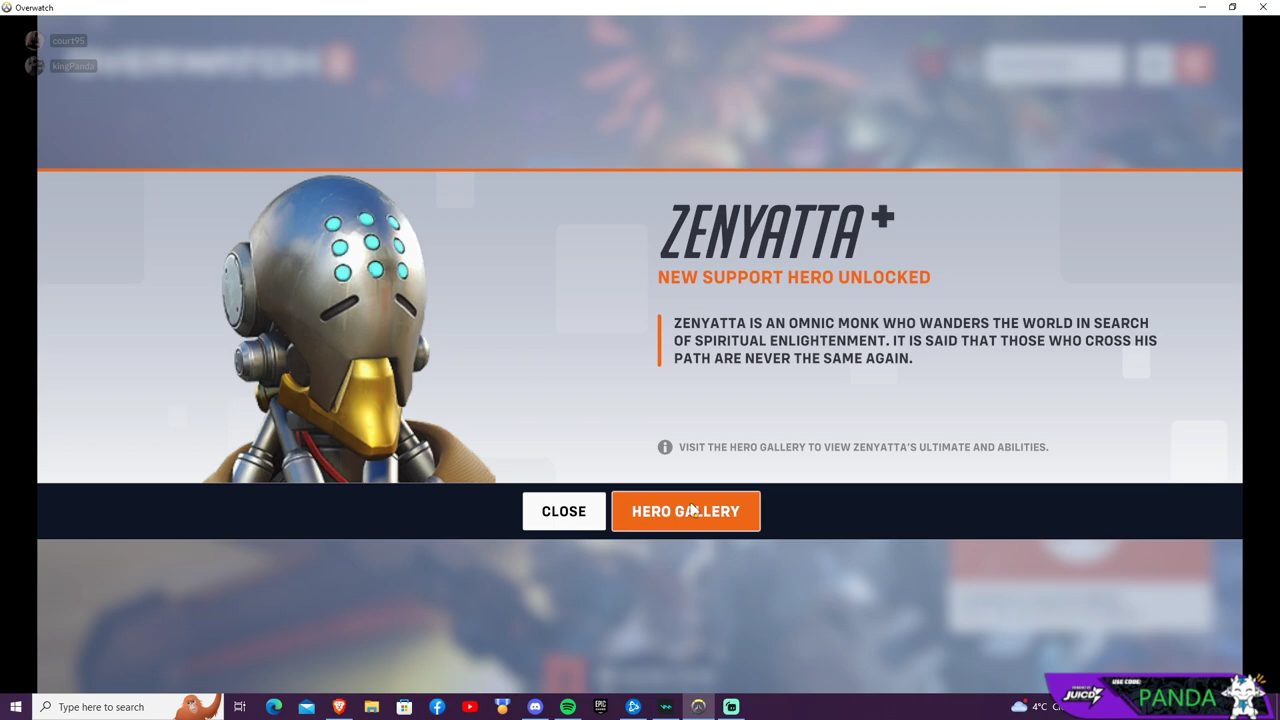 Overwatch
court95
kingPanda
ZENYATTA
NEW SUPPORT HERO UNLOCKED
ZENYATTA IS AN OMNIC MONK WHO WANDERS THE WORLD IN SEARCH
OF SPIRITUAL ENLIGHTENMENT. IT IS SAID THAT THOSE WHO CROSS HIS
PATH ARE NEVER THE SAME AGAIN.
VISIT THE HERO GALLERY TO VIEW ZENYATTA'S ULTIMATE AND ABILITIES.
CLOSE
HERO GALLERY
Type here to search
EPIC
4°C
JUICD
USE CODE:
PANDA